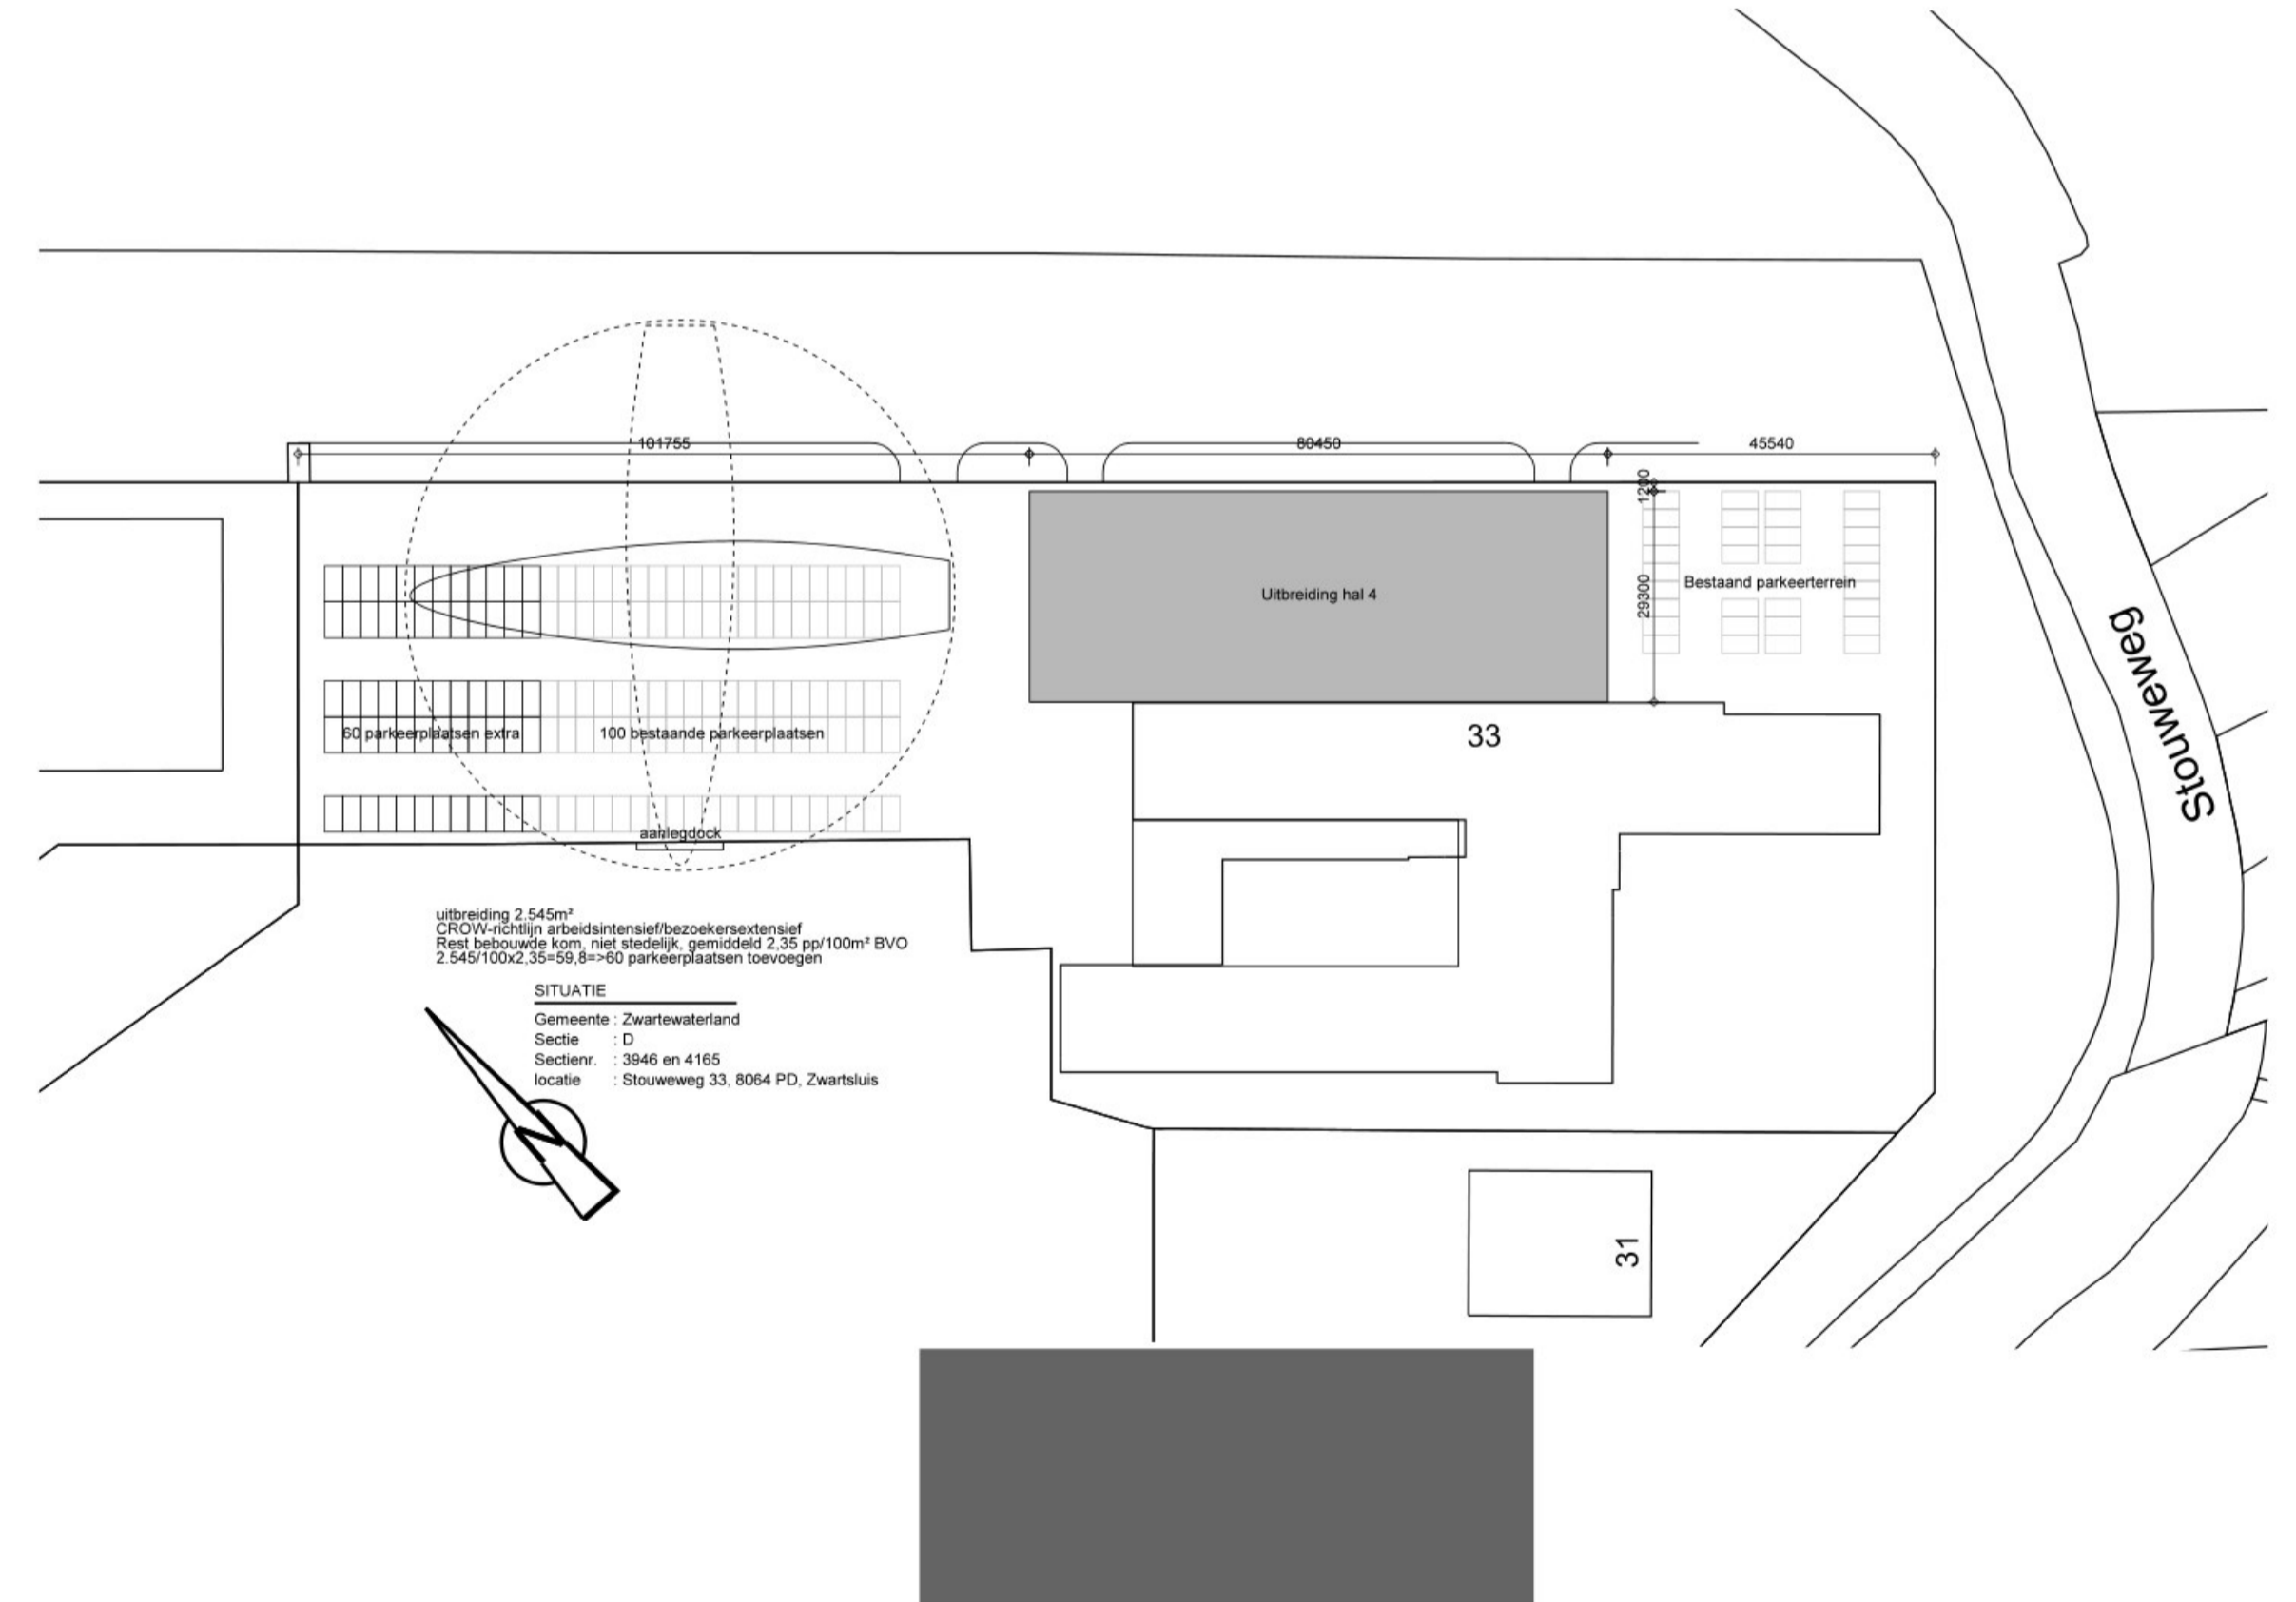 101755
80450
45540
1200
29300
Uitbreiding hal 4
Bestaand parkeerterrein
Stouweweg
60 parkeerplaatsen extra
100 bestaande parkeerplaatsen
33
aanlegdock
uitbreiding 2.545m²
CROW-richtlijn arbeidsintensief/bezoekersextensief
Rest bebouwde kom, niet stedelijk, gemiddeld 2,35 pp/100m² BVO
2.545/100x2,35=59,8=>60 parkeerplaatsen toevoegen
SITUATIE
Gemeente : Zwartewaterland
Sectie : D
Sectienr. : 3946 en 4165
locatie : Stouweweg 33, 8064 PD, Zwartsluis
N
31